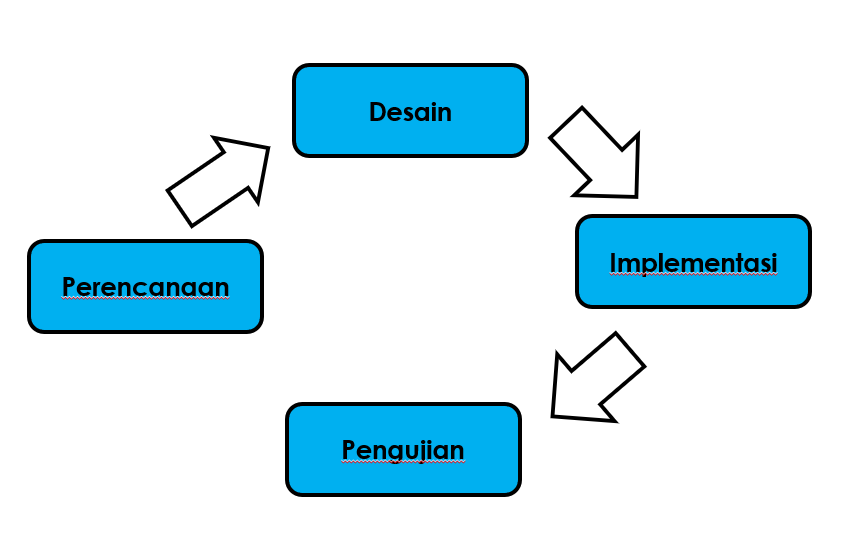 Desain
Implementasi
Perencanaan
Pengujian